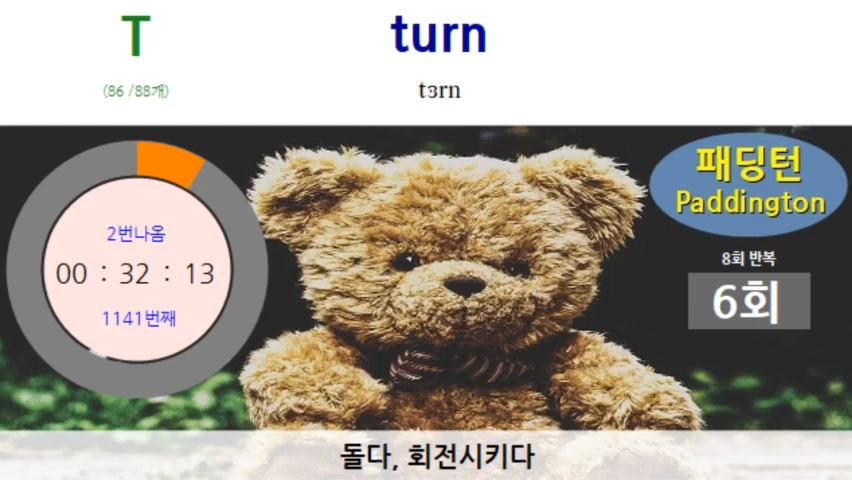 T
turn
(86 /88개)
tɜrn
패딩턴
Paddington
2번나옴
00 : 32 : 13
1141번째
8회 반복
6회
돌다, 회전시키다